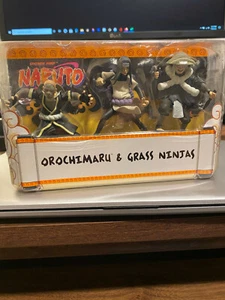 NARUTO
OROCHIMARU & GRASS NINJAS